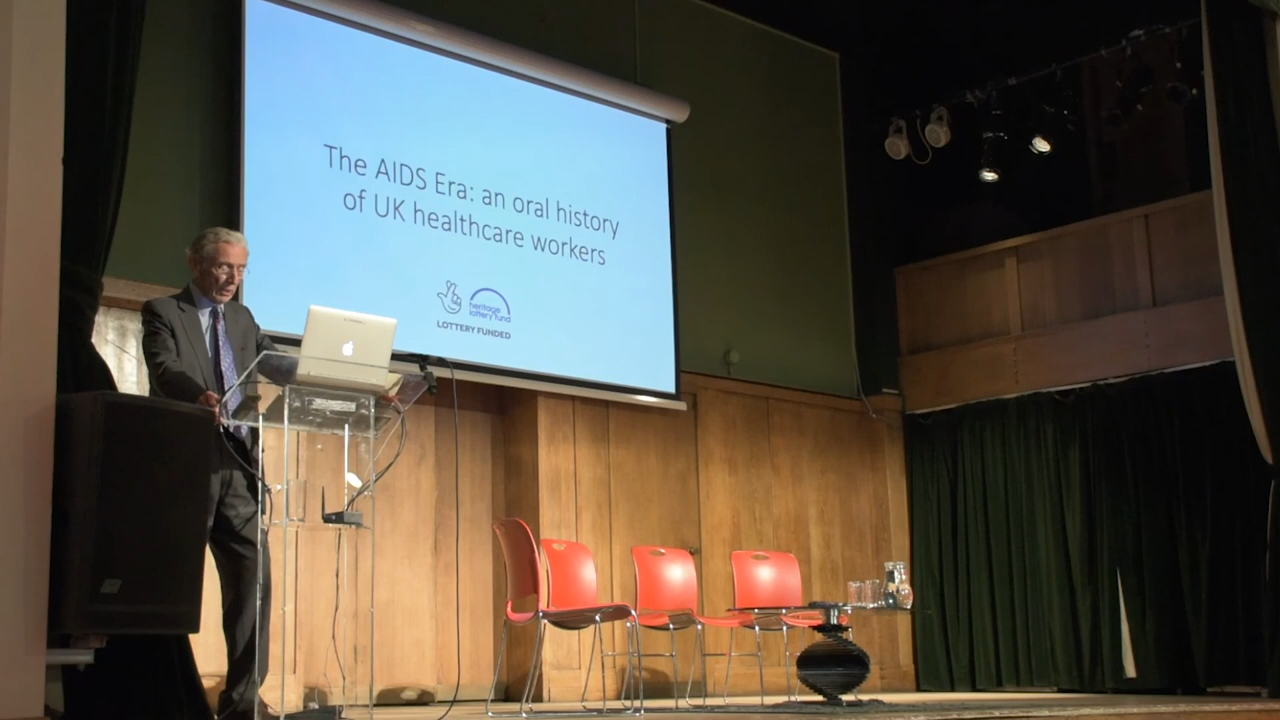 The AIDS Era: an oral history
of UK healthcare workers
heritage
lottery fund
LOTTERY FUNDED